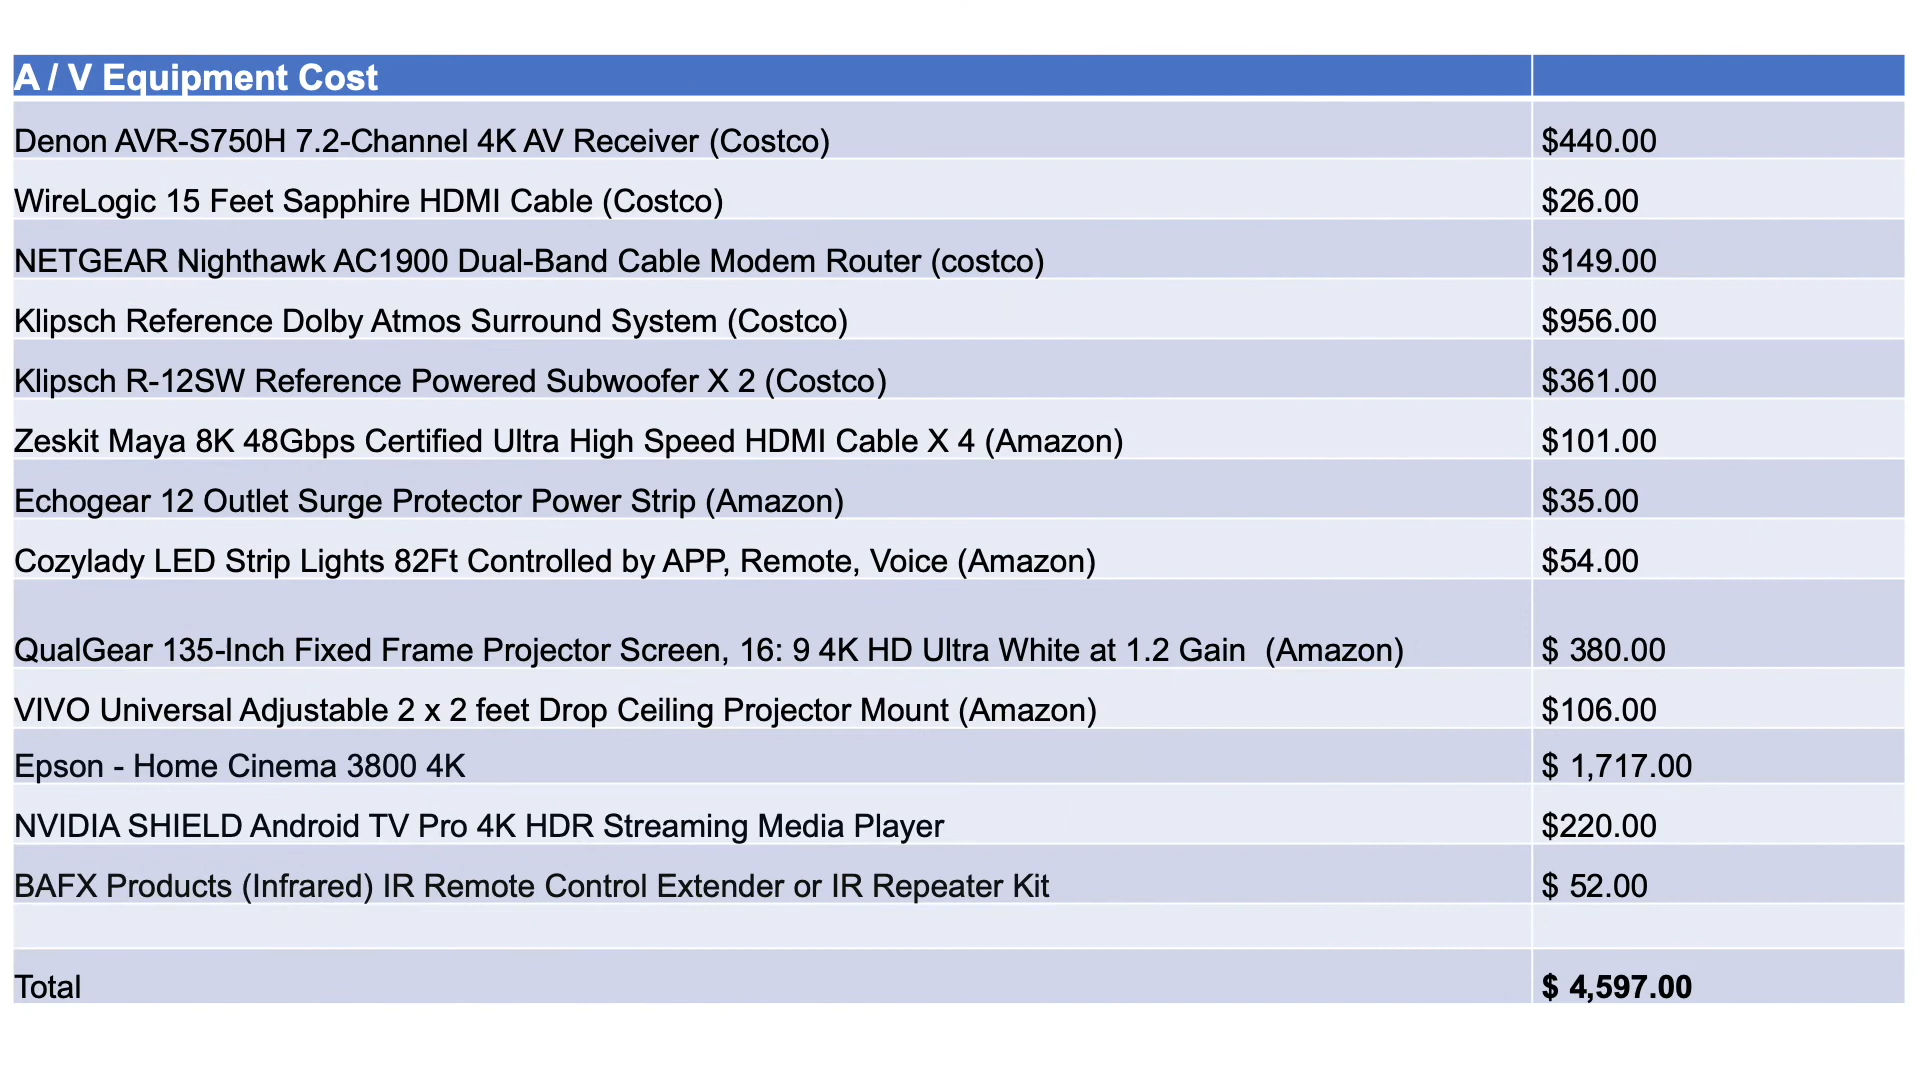 A / V Equipment Cost
Denon AVR-S750H 7.2-Channel 4K AV Receiver (Costco) $440.00
WireLogic 15 Feet Sapphire HDMI Cable (Costco) $26.00
NETGEAR Nighthawk AC1900 Dual-Band Cable Modem Router (costco) $149.00
Klipsch Reference Dolby Atmos Surround System (Costco) $956.00
Klipsch R-12SW Reference Powered Subwoofer X 2 (Costco) $361.00
Zeskit Maya 8K 48Gbps Certified Ultra High Speed HDMI Cable X 4 (Amazon) $101.00
Echogear 12 Outlet Surge Protector Power Strip (Amazon) $35.00
Cozylady LED Strip Lights 82Ft Controlled by APP, Remote, Voice (Amazon) $54.00
QualGear 135-Inch Fixed Frame Projector Screen, 16: 9 4K HD Ultra White at 1.2 Gain  (Amazon) $ 380.00
VIVO Universal Adjustable 2 x 2 feet Drop Ceiling Projector Mount (Amazon) $106.00
Epson - Home Cinema 3800 4K $ 1,717.00
NVIDIA SHIELD Android TV Pro 4K HDR Streaming Media Player $220.00
BAFX Products (Infrared) IR Remote Control Extender or IR Repeater Kit $ 52.00
Total $ 4,597.00